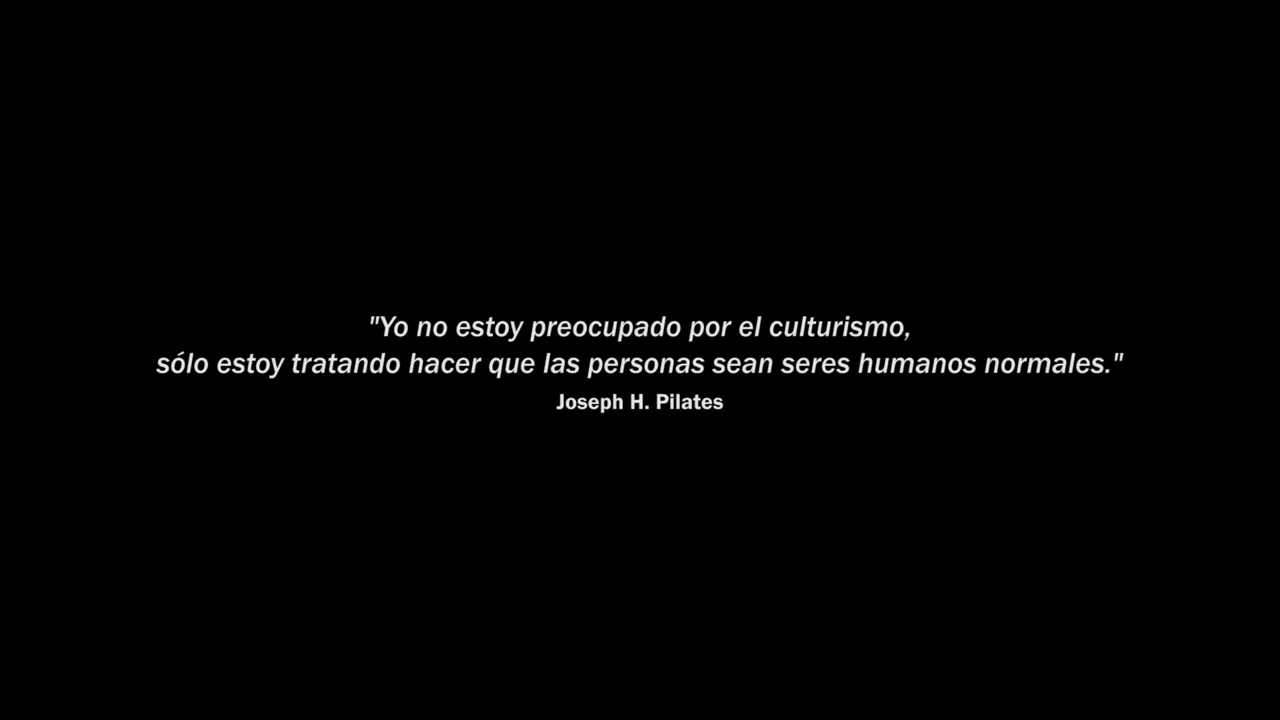 "Yo no estoy preocupado por el culturismo,
sólo estoy tratando hacer que las personas sean seres humanos normales."
Joseph H. Pilates